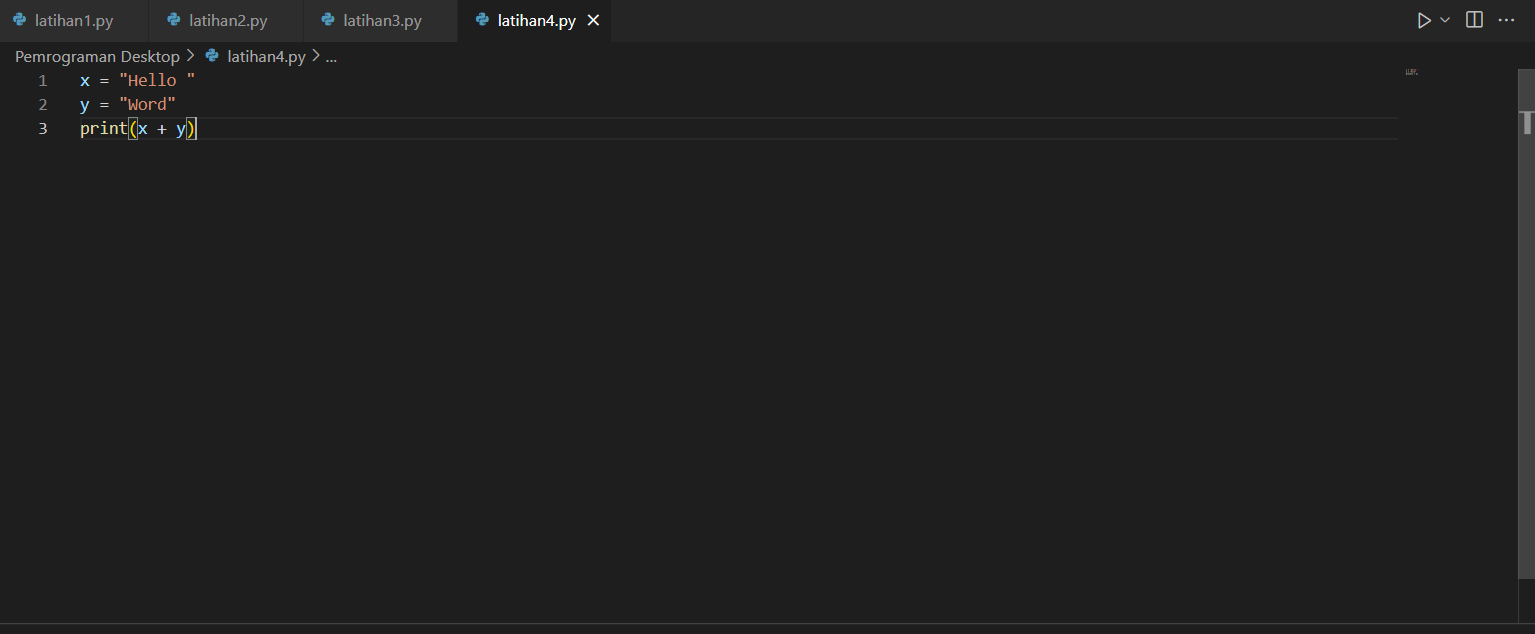 latihan1.py latihan2.py latihan3.py latihan4.py
Pemrograman Desktop > latihan4.py > ...
1 x = "Hello "
2 y = "Word"
3 print(x + y)